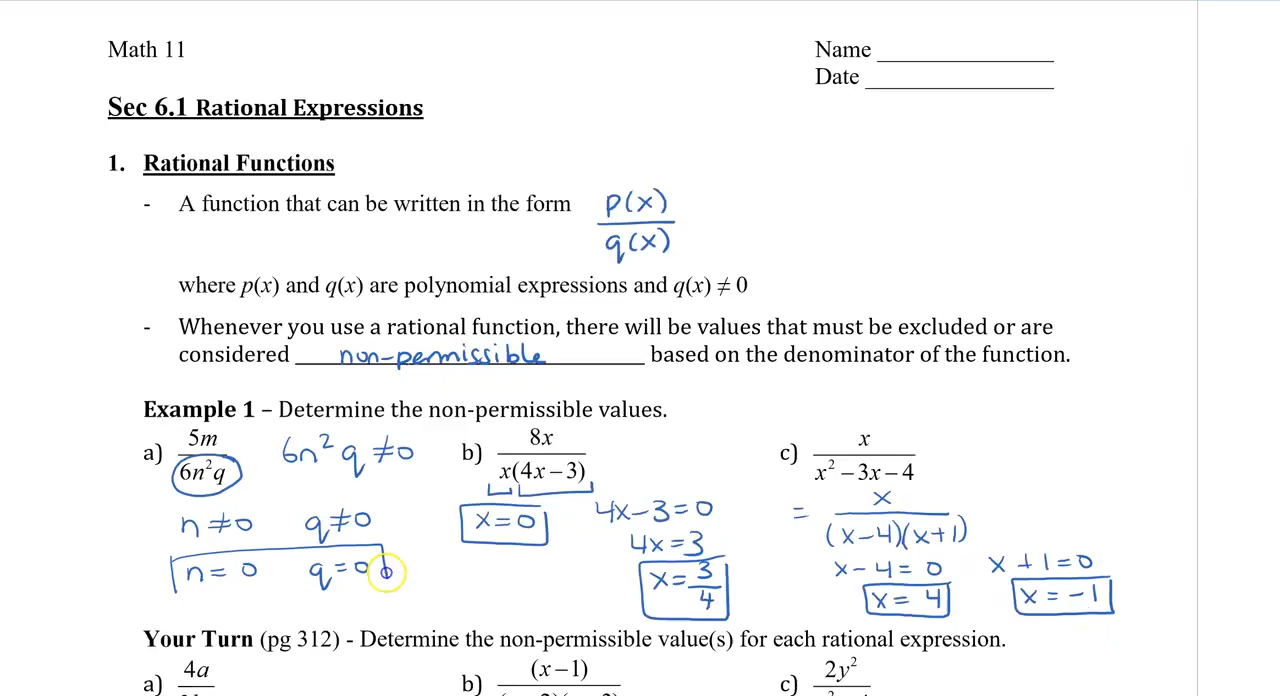 Math 11
Name
Date
Sec 6.1 Rational Expressions
1. Rational Functions
- A function that can be written in the form p(x)/q(x)
where p(x) and q(x) are polynomial expressions and q(x) ≠ 0
- Whenever you use a rational function, there will be values that must be excluded or are
considered non-permissible based on the denominator of the function.
Example 1 – Determine the non-permissible values.
a) 5m/6n²q
6n²q ≠ 0
n ≠ 0 q ≠ 0
n = 0 q = 0
b) 8x/x(4x – 3)
x = 0
4x – 3 = 0
4x = 3
x = 3/4
c) x/x² – 3x – 4
= x/(x – 4)(x + 1)
x – 4 = 0 x + 1 = 0
x = 4 x = –1
Your Turn (pg 312) - Determine the non-permissible value(s) for each rational expression.
a) 4a
b) (x – 1)
c) 2y²